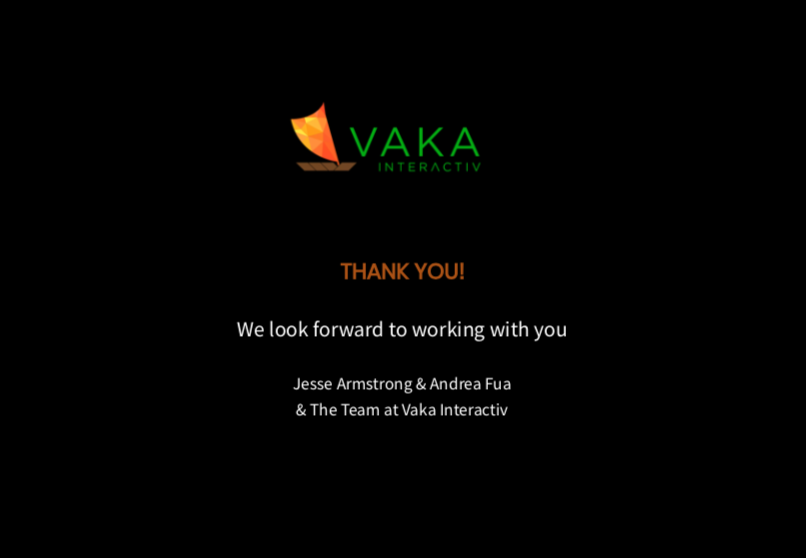 VAKA
INTERACTIV
THANK YOU!
We look forward to working with you
Jesse Armstrong & Andrea Fua
& The Team at Vaka Interactiv